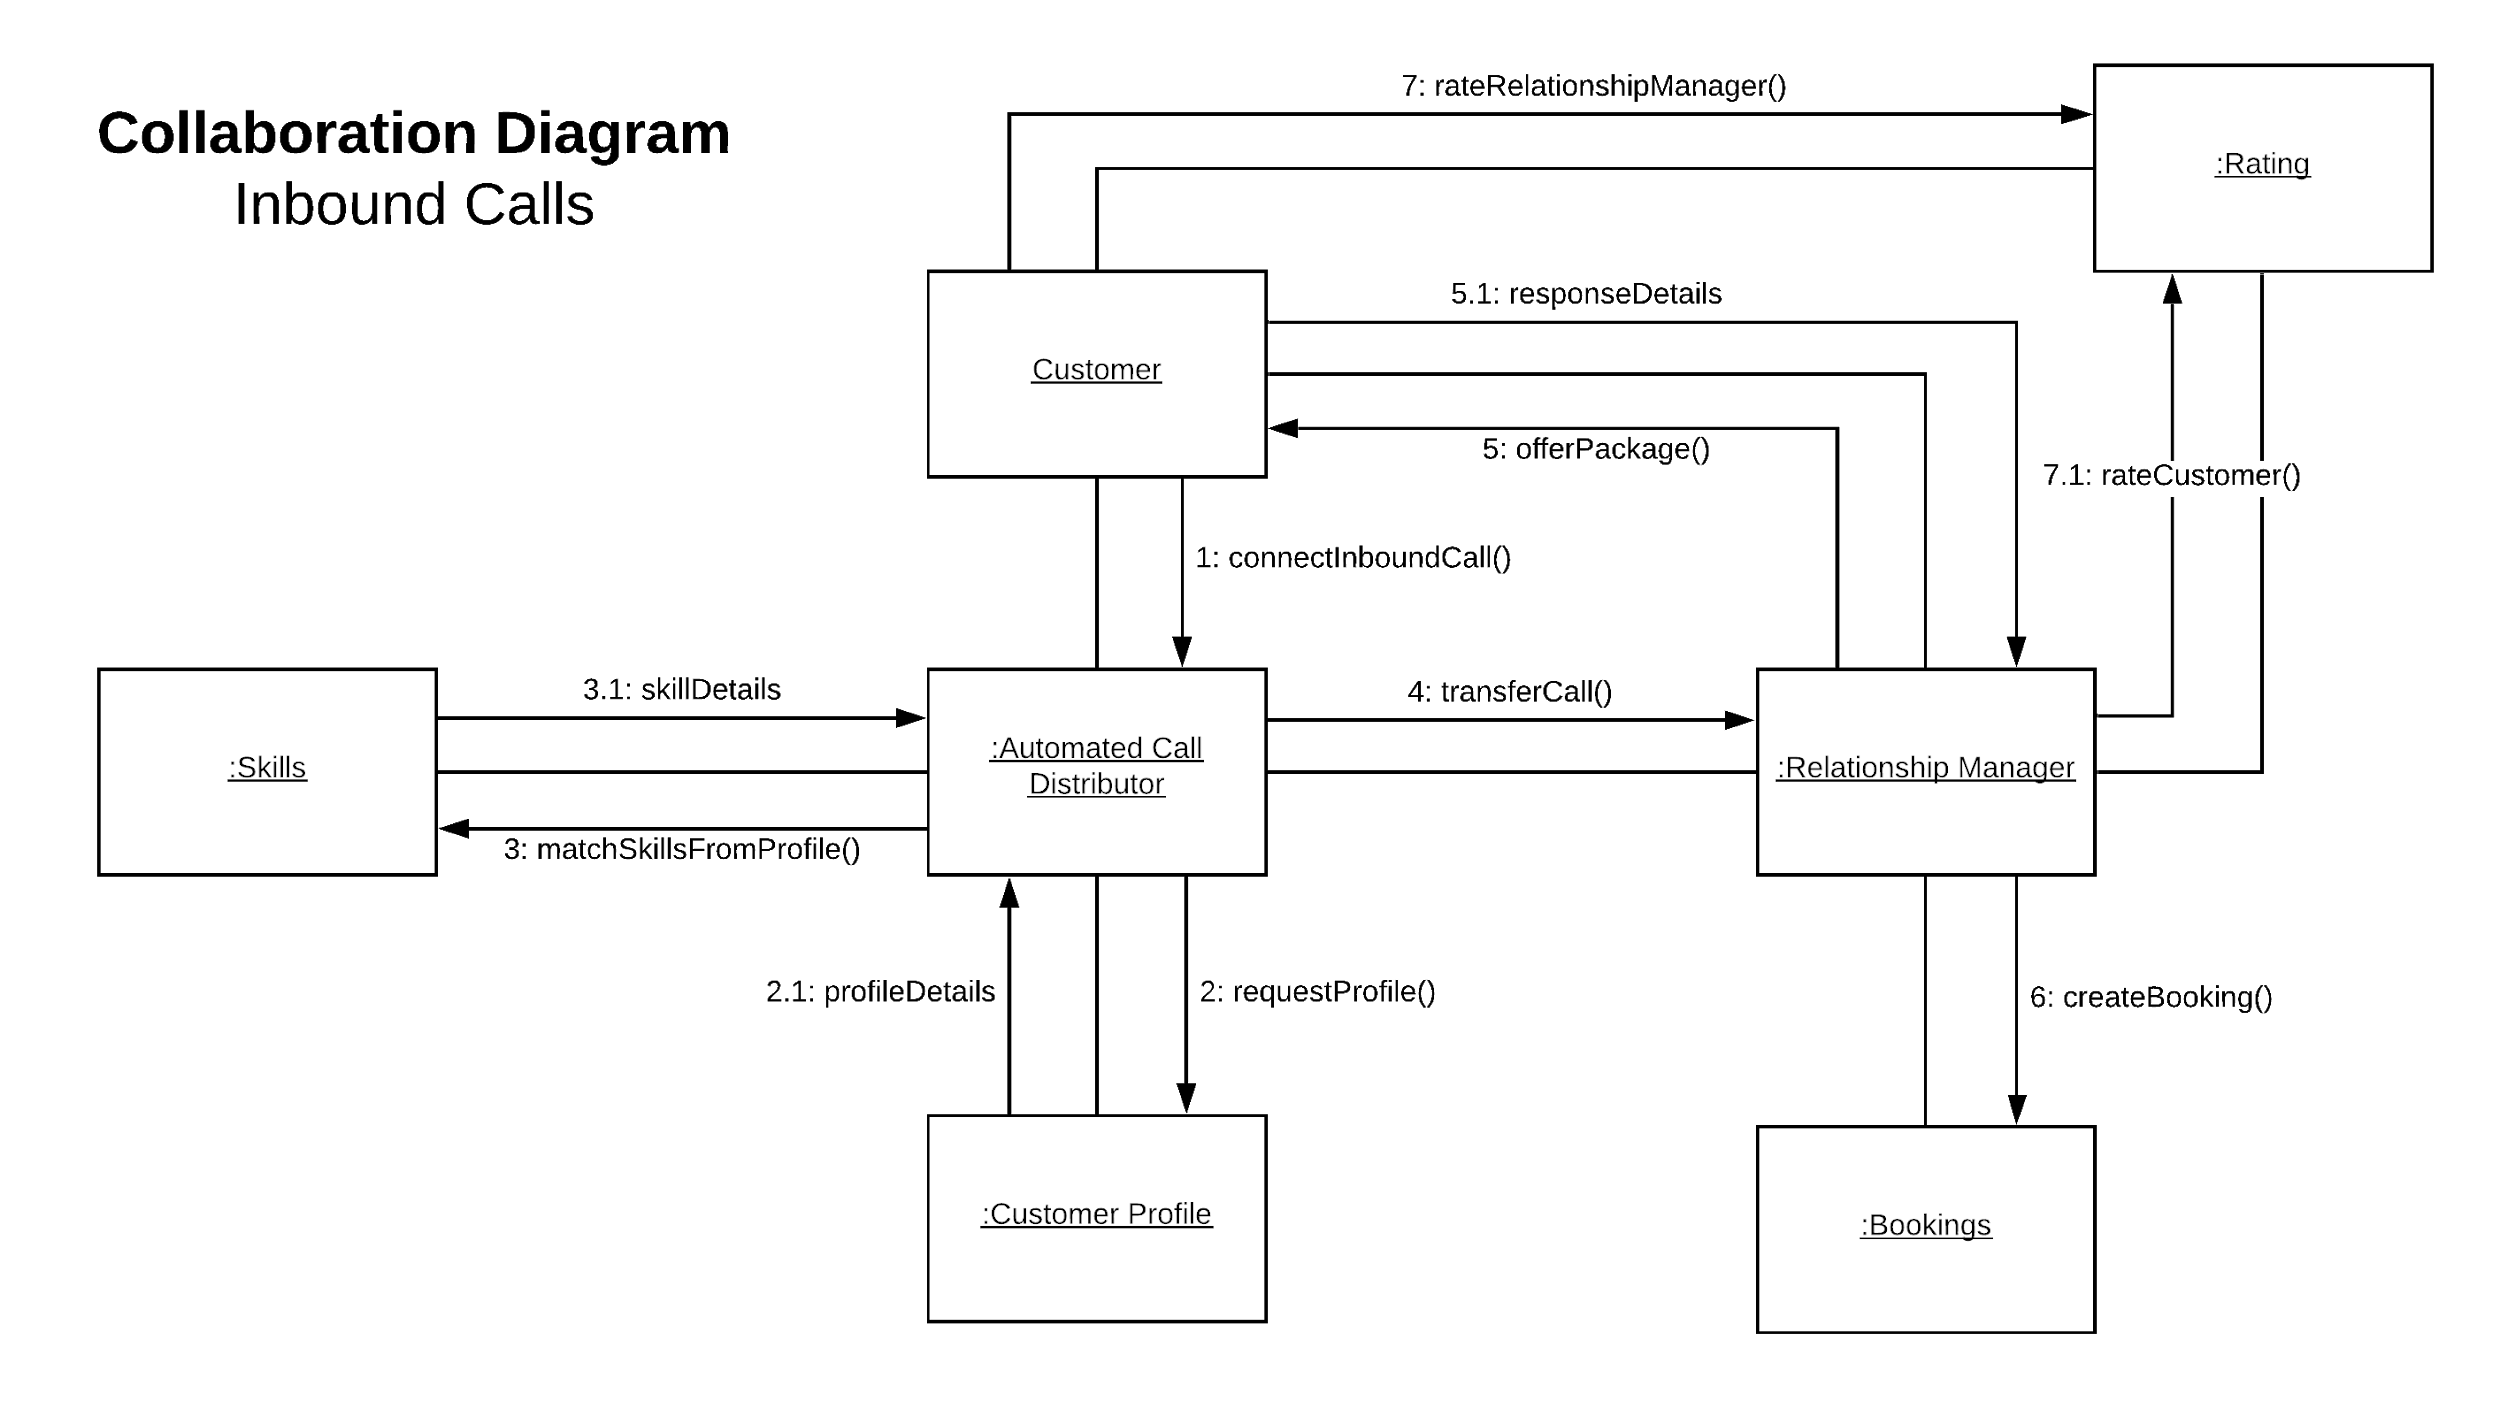 Collaboration Diagram
Inbound Calls
7: rateRelationshipManager()
:Rating
5.1: responseDetails
Customer
5: offerPackage()
7.1: rateCustomer()
1: connectInboundCall()
3.1: skillDetails
4: transferCall()
:Skills
:Automated Call
Distributor
:Relationship Manager
3: matchSkillsFromProfile()
2.1: profileDetails
2: requestProfile()
6: createBooking()
:Customer Profile
:Bookings